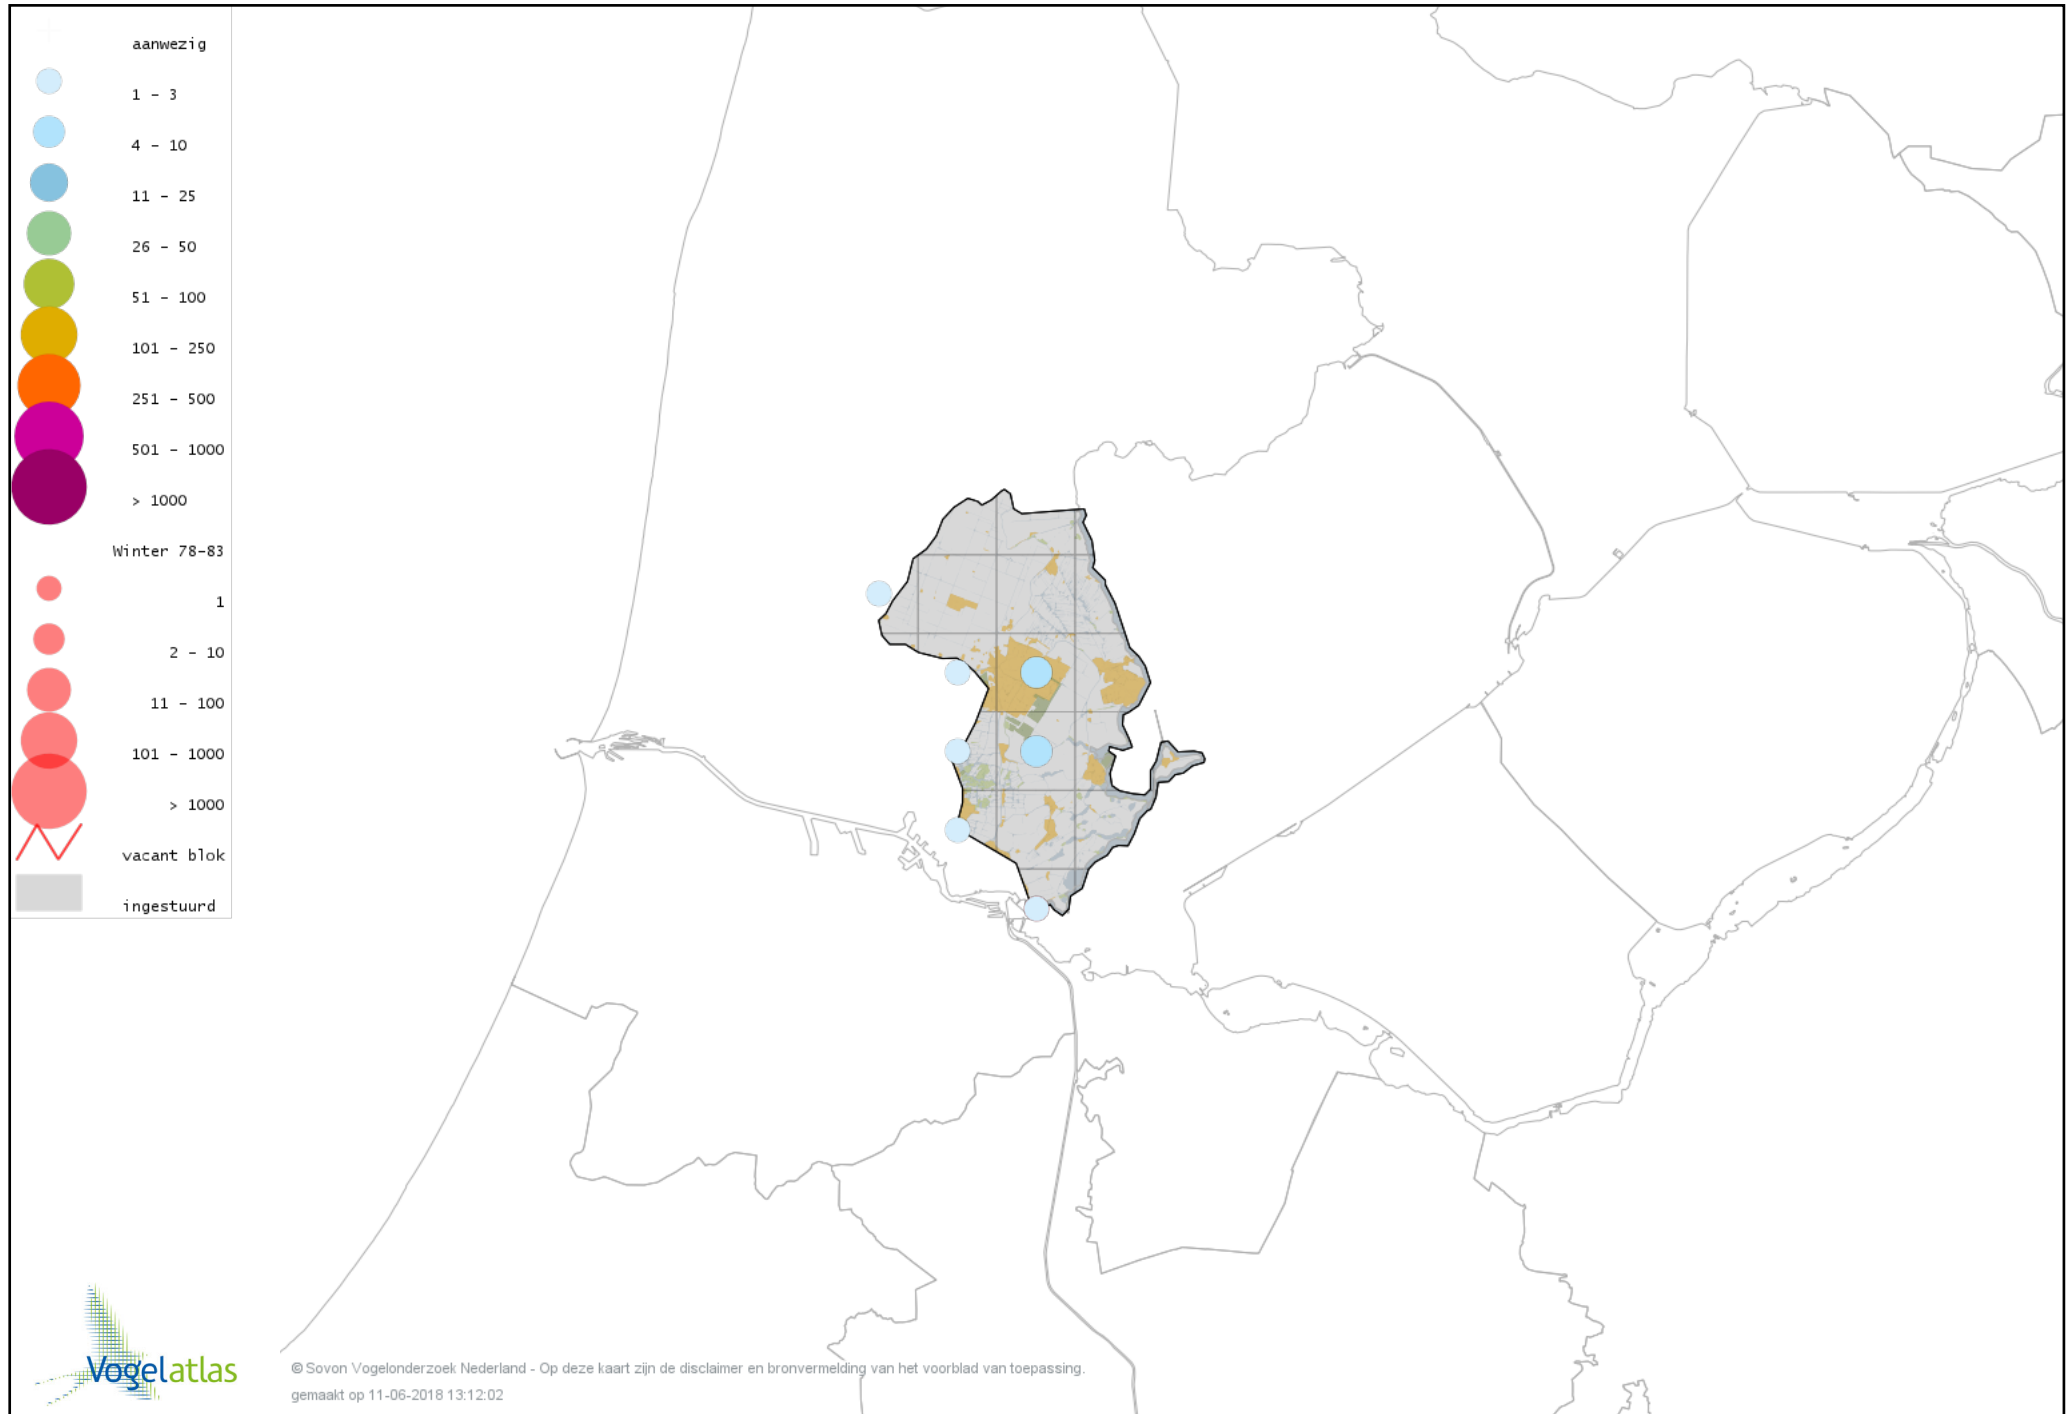 aanwezig
1 - 3
4 - 10
11 - 25
26 - 50
51 - 100
101 - 250
251 - 500
501 - 1000
> 1000
Winter 78-83
1
2 - 10
11 - 100
101 - 1000
> 1000
vacant blok
ingestuurd
Vogelatlas
© Sovon Vogelonderzoek Nederland - Op deze kaart zijn de disclaimer en bronvermelding van het voorblad van toepassing.
gemaakt op 11-06-2018 13:12:02